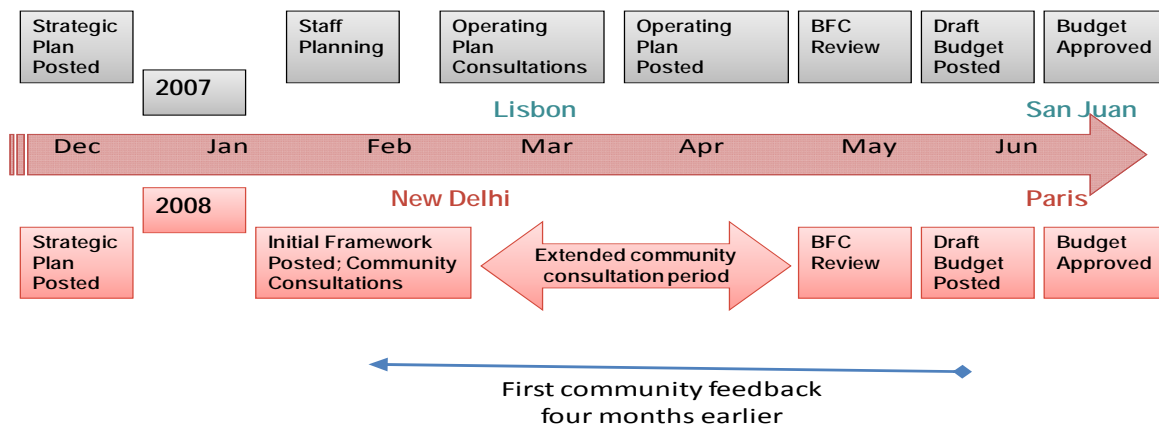 Strategic
Plan
Posted
Staff
Planning
Operating
Plan
Consultations
Operating
Plan
Posted
BFC
Review
Draft
Budget
Posted
Budget
Approved
2007
Lisbon
San Juan
Dec
Jan
Feb
Mar
Apr
May
Jun
2008
New Delhi
Paris
Strategic
Plan
Posted
Initial Framework
Posted; Community
Consultations
Extended community
consultation period
BFC
Review
Draft
Budget
Posted
Budget
Approved
First community feedback
four months earlier